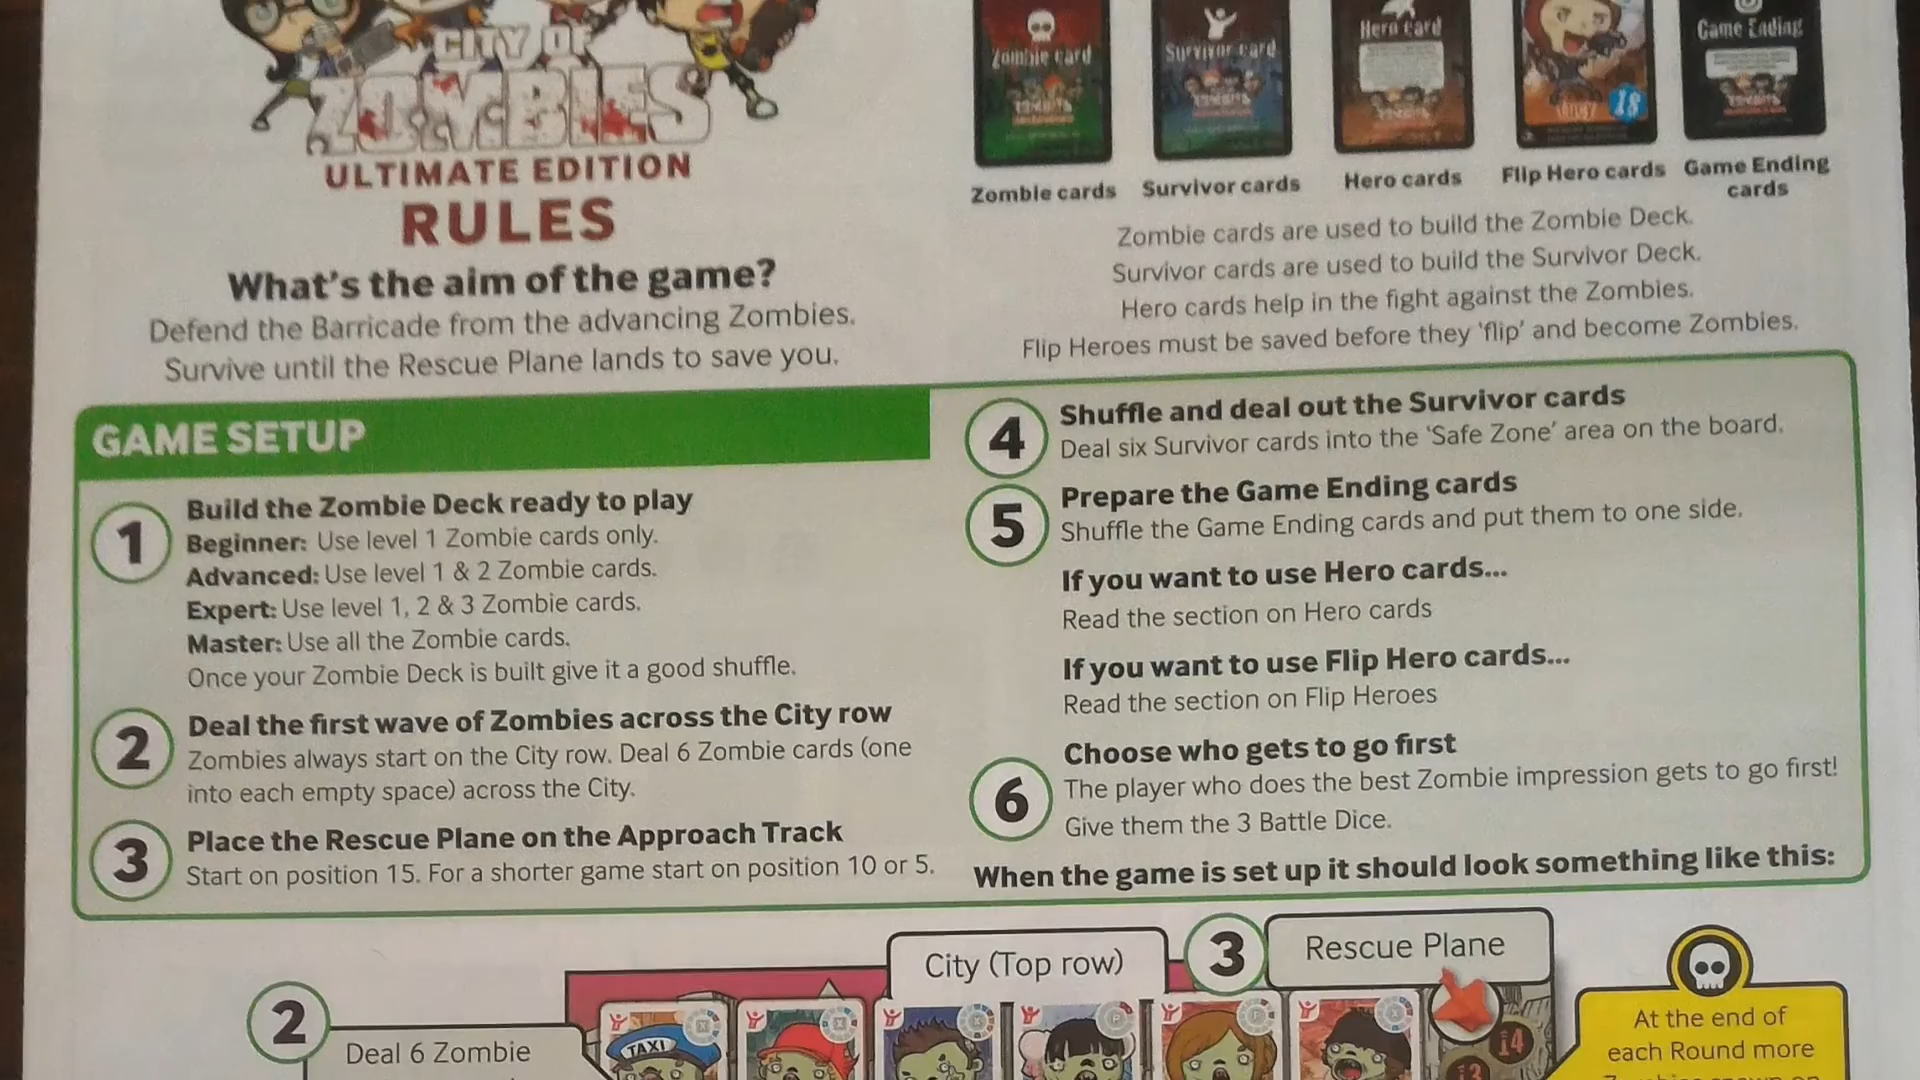 CITY OF
ZOMBIES
ULTIMATE EDITION
RULES
What's the aim of the game?
Defend the Barricade from the advancing Zombies.
Survive until the Rescue Plane lands to save you.
Zombie card
Survivor card
Hero card
18
Game Ending
Zombie cards
Survivor cards
Hero cards
Flip Hero cards
Game Ending
cards
Zombie cards are used to build the Zombie Deck.
Survivor cards are used to build the Survivor Deck.
Hero cards help in the fight against the Zombies.
Flip Heroes must be saved before they 'flip' and become Zombies.
GAME SETUP
1
Build the Zombie Deck ready to play
Beginner: Use level 1 Zombie cards only.
Advanced: Use level 1 & 2 Zombie cards.
Expert: Use level 1, 2 & 3 Zombie cards.
Master: Use all the Zombie cards.
Once your Zombie Deck is built give it a good shuffle.
2
Deal the first wave of Zombies across the City row
Zombies always start on the City row. Deal 6 Zombie cards (one
into each empty space) across the City.
3
Place the Rescue Plane on the Approach Track
Start on position 15. For a shorter game start on position 10 or 5.
4
Shuffle and deal out the Survivor cards
Deal six Survivor cards into the 'Safe Zone' area on the board.
5
Prepare the Game Ending cards
Shuffle the Game Ending cards and put them to one side.
If you want to use Hero cards...
Read the section on Hero cards
If you want to use Flip Hero cards...
Read the section on Flip Heroes
6
Choose who gets to go first
The player who does the best Zombie impression gets to go first!
Give them the 3 Battle Dice.
When the game is set up it should look something like this:
2
Deal 6 Zombie
City (Top row)
3
Rescue Plane
TAXI
14
13
At the end of
each Round more